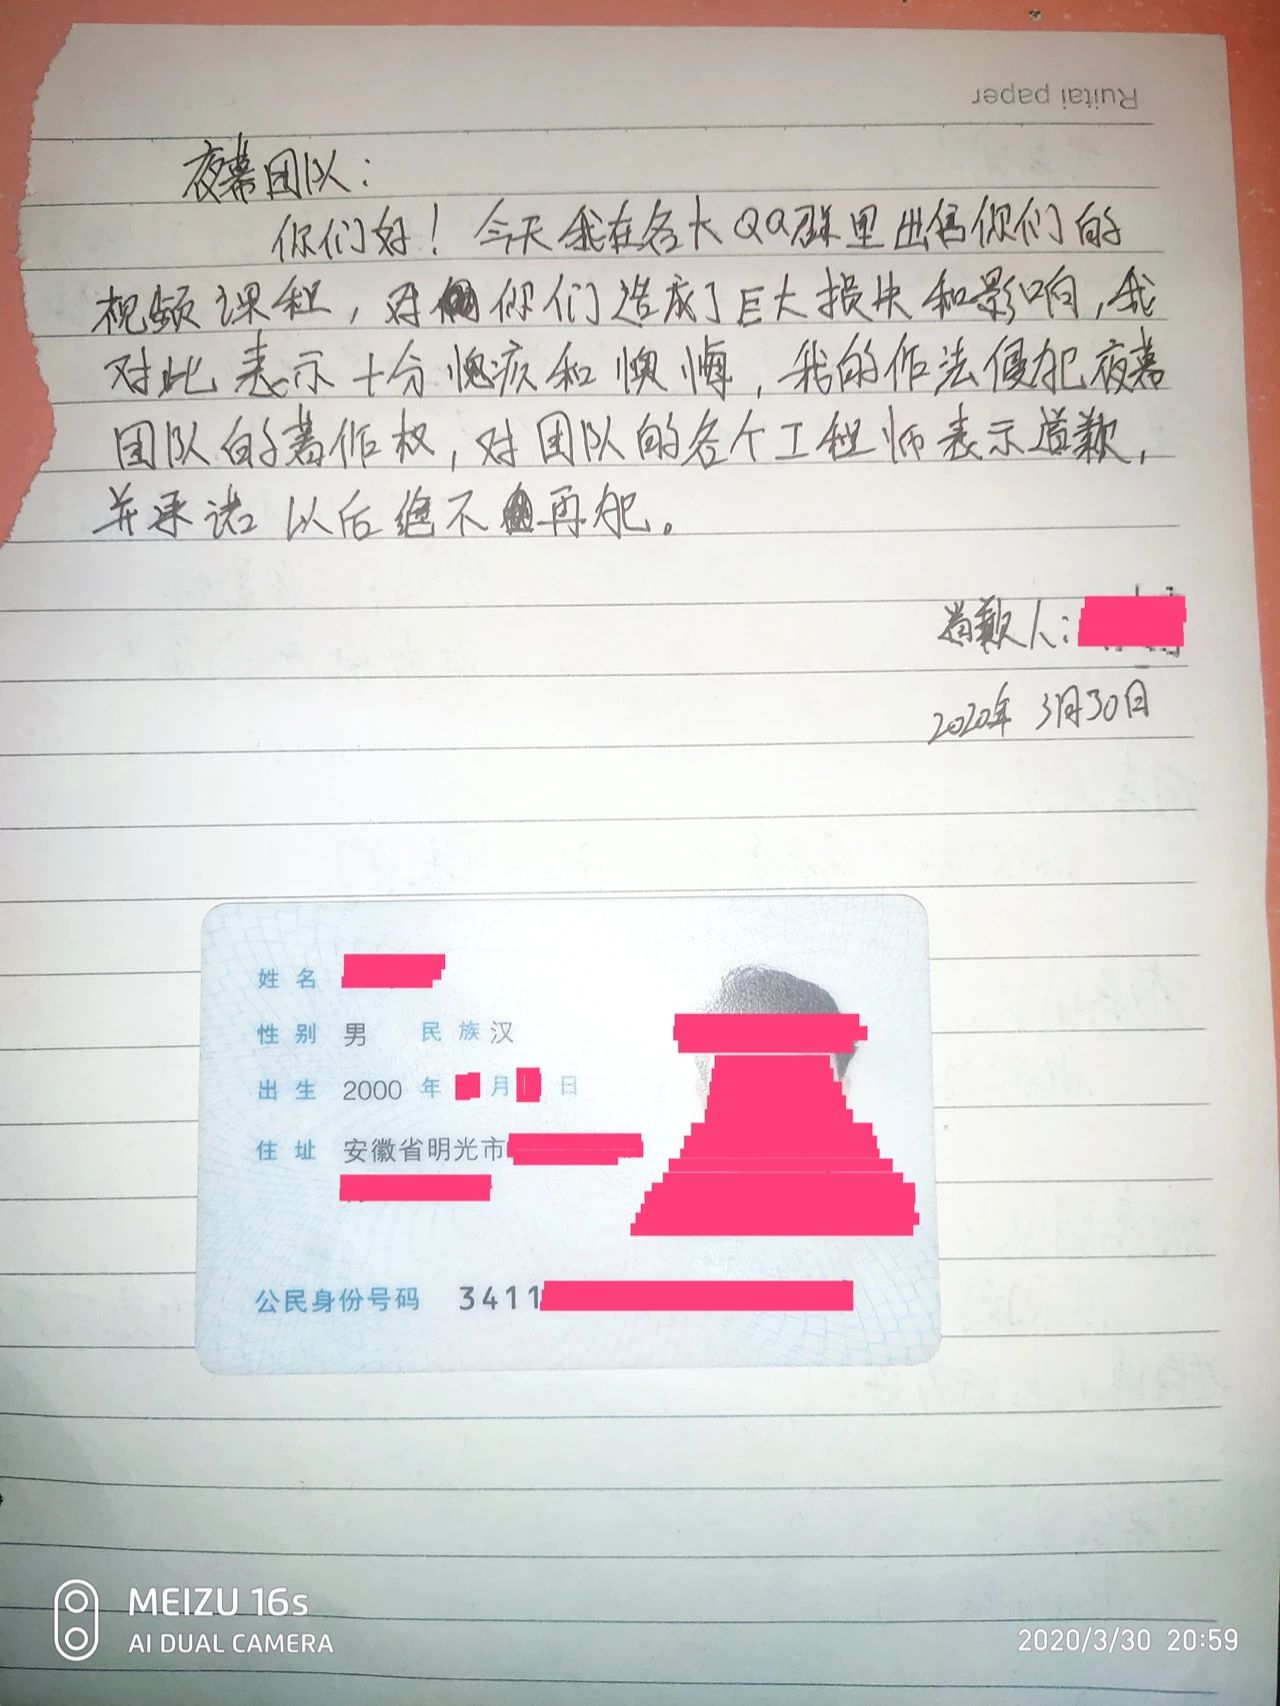 Ruitai paper
夜幕团队：
你们好！今天我在各大QQ群里出售你们的
视频课程，对你们造成了巨大损失和影响，我
对此表示十分愧疚和懊悔，我的作法侵犯夜幕
团队的著作权，对团队的各个工程师表示道歉，
并承诺以后绝不再犯。
道歉人：
2020年 3月30日
姓名
性别 男 民族 汉
出生 2000 年 月 日
住址 安徽省明光市
公民身份号码 3411
MEIZU 16s
AI DUAL CAMERA
2020/3/30 20:59